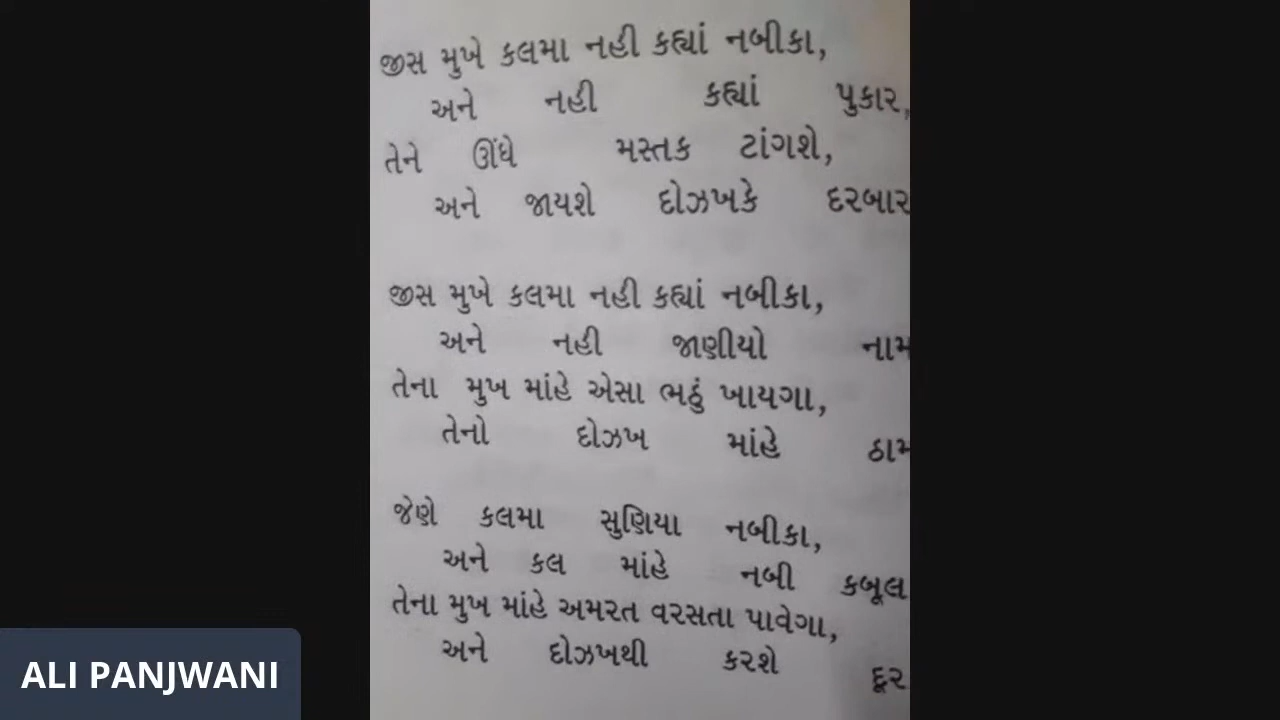 જીસ મુખે કલમા નહી કહ્યાં નબીકા,
અને નહી કહ્યાં પુકાર,
તેને ઊંધે મસ્તક ટાંગશે,
અને જાયશે દોઝખકે દરબાર
જીસ મુખે કલમા નહી કહ્યાં નબીકા,
અને નહી જાણીયો નામ
તેના મુખ માંહે એસા ભઠું ખાયગા,
તેનો દોઝખ માંહે ઠામ
જેણે કલમા સુણિયા નબીકા,
અને કલ માંહે નબી કબૂલ
તેના મુખ માંહે અમરત વરસતા પાવેગા,
અને દોઝખથી કરશે દૂર
ALI PANJWANI